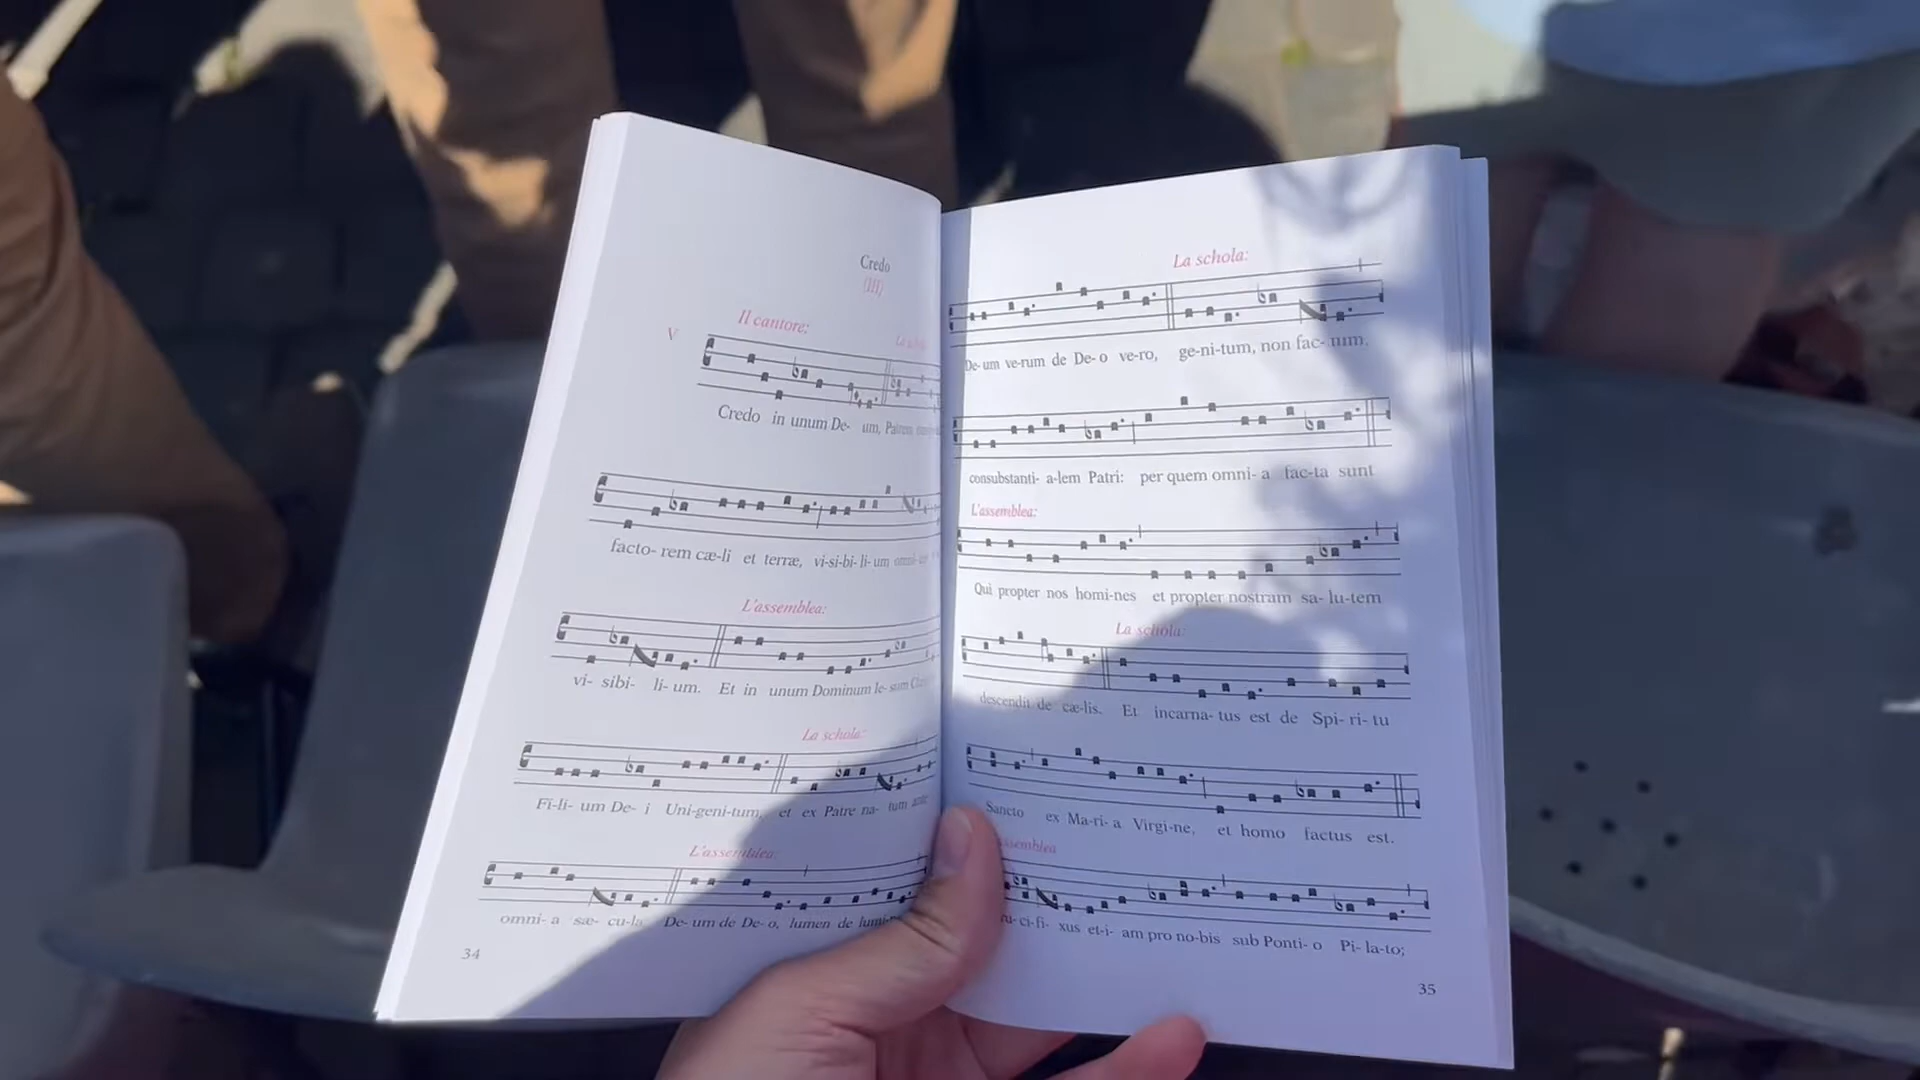 Credo
(III)
V
Il cantore:
La schola
Credo in unum De- um, Patrem
facto- rem cæ-li et terræ, vi-si-bi- li- um
L'assemblea:
vi- sibi- li- um. Et in unum Dominum Ie- sum
La schola:
Fi-li- um De- i Uni-geni-tum, et ex Patre na- tum ante
L'assemblea:
omni- a sæ- cu-la. De- um de De- o, lumen de
34
La schola:
De- um ve-rum de De- o ve-ro, ge-ni-tum, non fac- tum,
consubstanti- a-lem Patri: per quem omni- a fac-ta sunt
L'assemblea:
Qui propter nos homi-nes et propter nostram sa- lu-tem
La schola:
descendit de cæ-lis. Et incarna- tus est de Spi- ri- tu
Sancto ex Ma-ri- a Virgi-ne, et homo factus est.
ci-fi- xus et-i- am pro no-bis sub Ponti- o Pi- la-to;
35